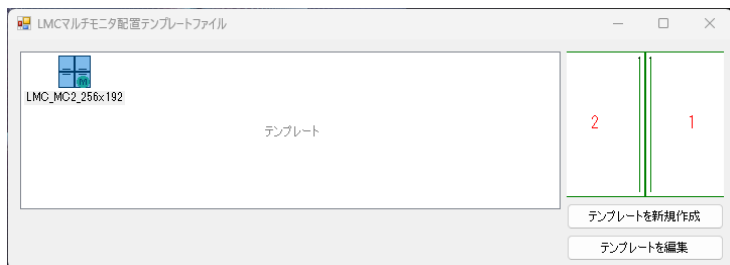 LMCマルチモニタ配置テンプレートファイル
M
LMC_MC2_256x192
テンプレート
2
1
テンプレートを新規作成
テンプレートを編集